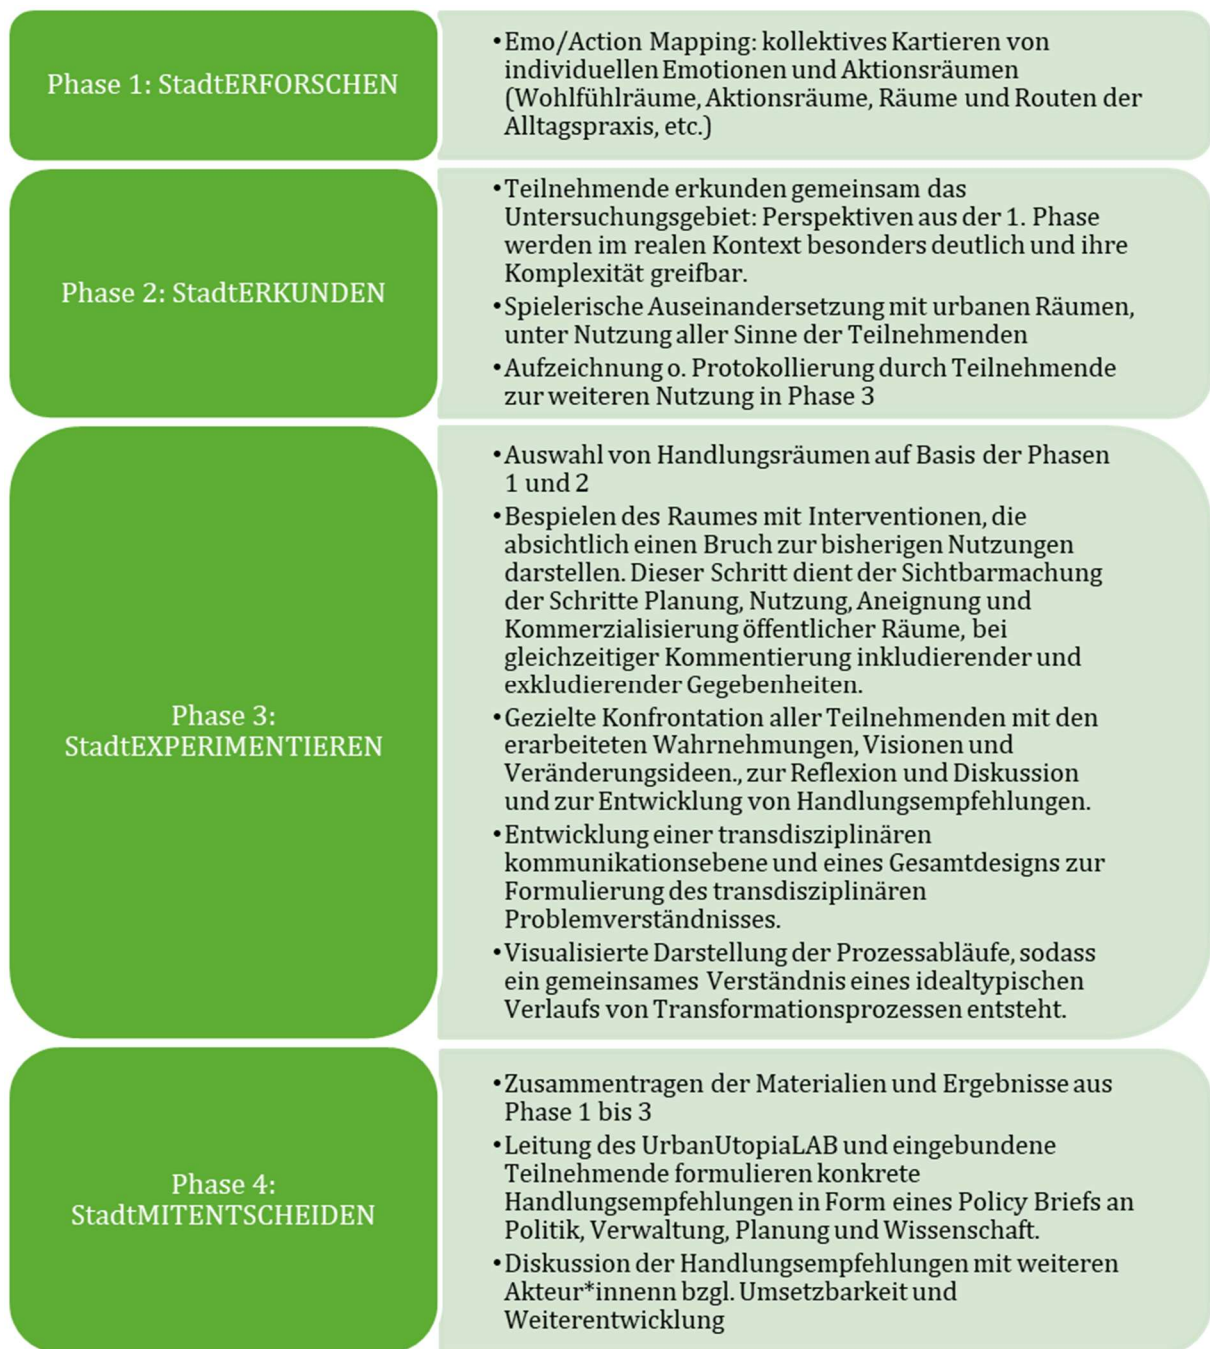 Phase 1: StadtERFORSCHEN
•Emo/Action Mapping: kollektives Kartieren von
individuellen Emotionen und Aktionsräumen
(Wohlfühlräume, Aktionsräume, Räume und Routen der
Alltagspraxis, etc.)
Phase 2: StadtERKUNDEN
•Teilnehmende erkunden gemeinsam das
Untersuchungsgebiet: Perspektiven aus der 1. Phase
werden im realen Kontext besonders deutlich und ihre
Komplexität greifbar.
•Spielerische Auseinandersetzung mit urbanen Räumen,
unter Nutzung aller Sinne der Teilnehmenden
•Aufzeichnung o. Protokollierung durch Teilnehmende
zur weiteren Nutzung in Phase 3
Phase 3:
StadtEXPERIMENTIEREN
•Auswahl von Handlungsräumen auf Basis der Phasen
1 und 2
•Bespielen des Raumes mit Interventionen, die
absichtlich einen Bruch zur bisherigen Nutzungen
darstellen. Dieser Schritt dient der Sichtbarmachung
der Schritte Planung, Nutzung, Aneignung und
Kommerzialisierung öffentlicher Räume, bei
gleichzeitiger Kommentierung inkludierender und
exkludierender Gegebenheiten.
•Gezielte Konfrontation aller Teilnehmenden mit den
erarbeiteten Wahrnehmungen, Visionen und
Veränderungsideen., zur Reflexion und Diskussion
und zur Entwicklung von Handlungsempfehlungen.
•Entwicklung einer transdisziplinären
kommunikationsebene und eines Gesamtdesigns zur
Formulierung des transdisziplinären
Problemverständnisses.
•Visualisierte Darstellung der Prozessabläufe, sodass
ein gemeinsames Verständnis eines idealtypischen
Verlaufs von Transformationsprozessen entsteht.
Phase 4:
StadtMITENTSCHEIDEN
•Zusammentragen der Materialien und Ergebnisse aus
Phase 1 bis 3
•Leitung des UrbanUtopiaLAB und eingebundene
Teilnehmende formulieren konkrete
Handlungsempfehlungen in Form eines Policy Briefs an
Politik, Verwaltung, Planung und Wissenschaft.
•Diskussion der Handlungsempfehlungen mit weiteren
Akteur*innenn bzgl. Umsetzbarkeit und
Weiterentwicklung